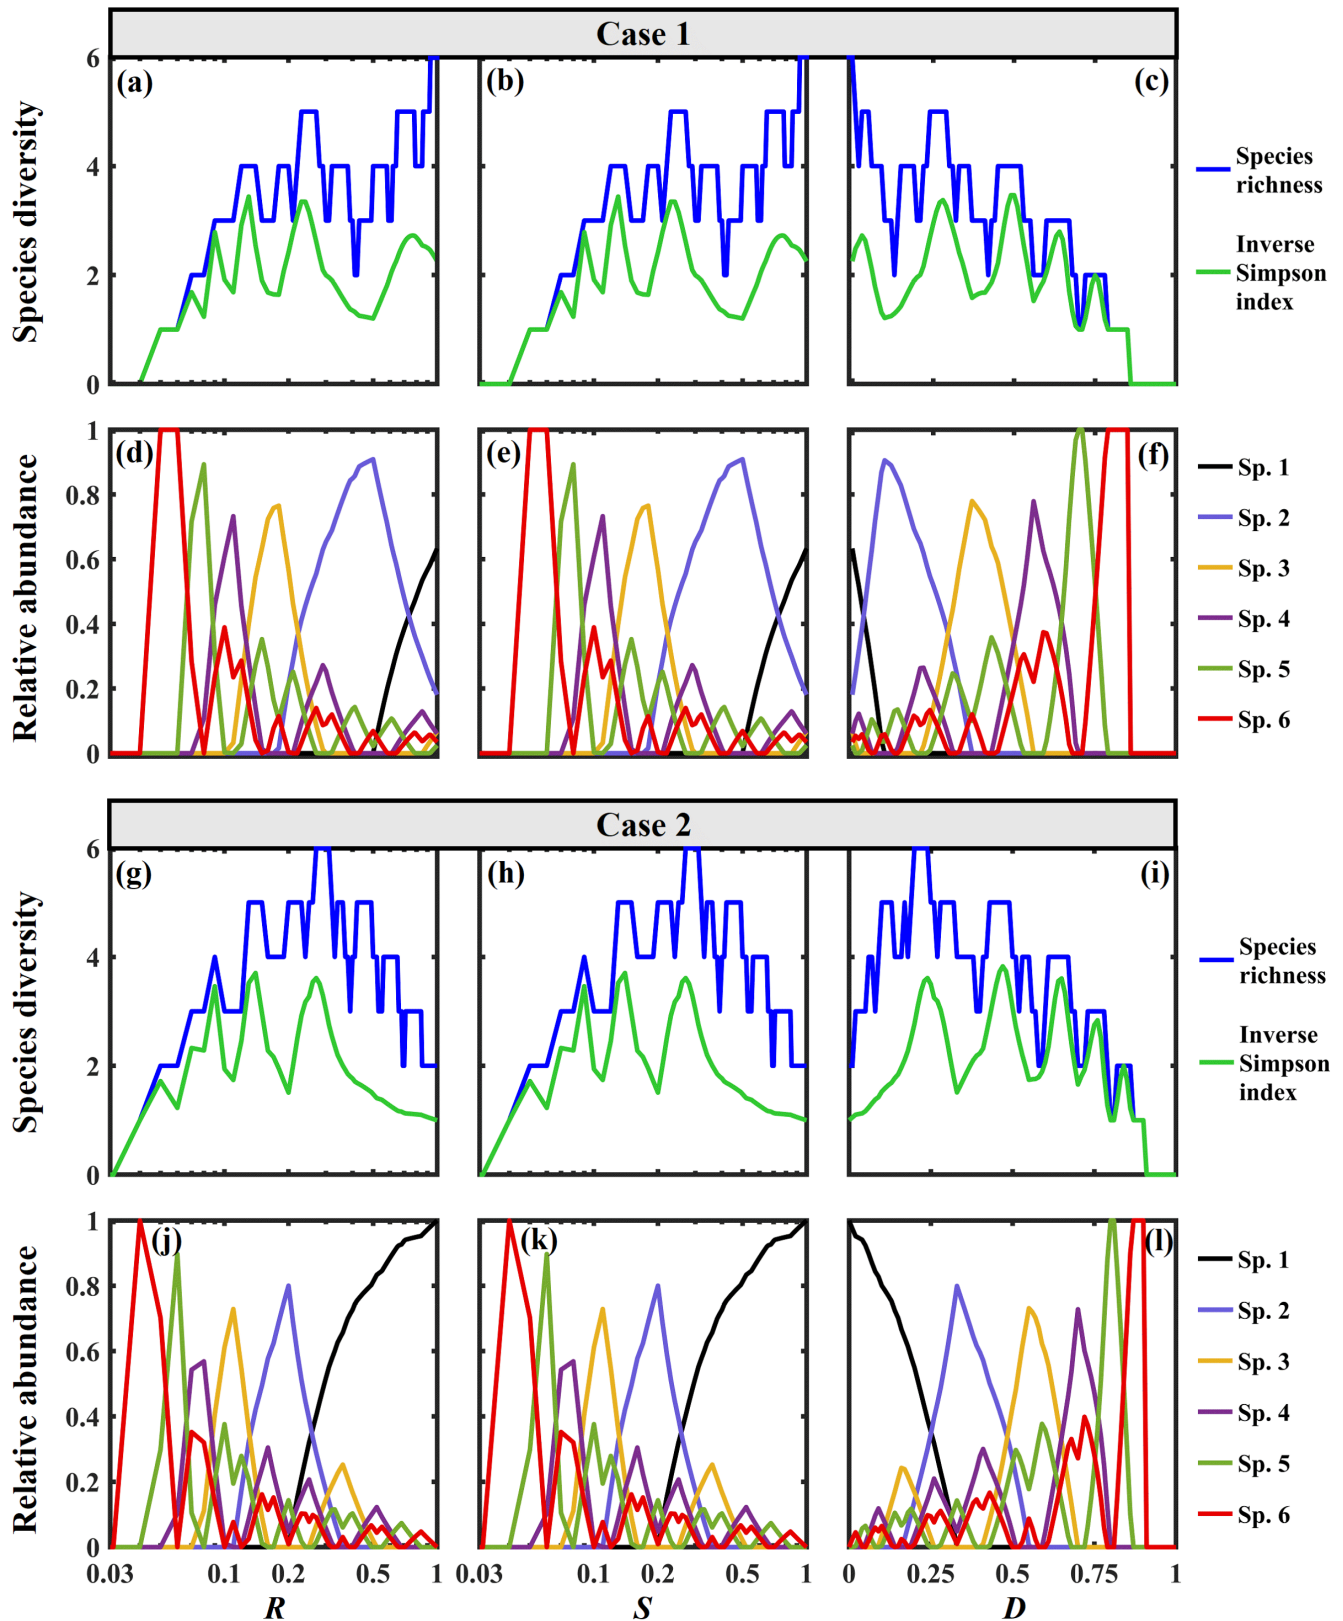 Case 1
Species diversity
6
4
2
0
(a)
(b)
(c)
Species
richness
Inverse
Simpson
index
Relative abundance
1
0.8
0.6
0.4
0.2
0
(d)
(e)
(f)
Sp. 1
Sp. 2
Sp. 3
Sp. 4
Sp. 5
Sp. 6
Case 2
Species diversity
6
4
2
0
(g)
(h)
(i)
Species
richness
Inverse
Simpson
index
Relative abundance
1
0.8
0.6
0.4
0.2
0
(j)
(k)
(l)
Sp. 1
Sp. 2
Sp. 3
Sp. 4
Sp. 5
Sp. 6
0.03 0.1 0.2 0.5 1
0.03 0.1 0.2 0.5 1
0 0.25 0.5 0.75 1
R
S
D